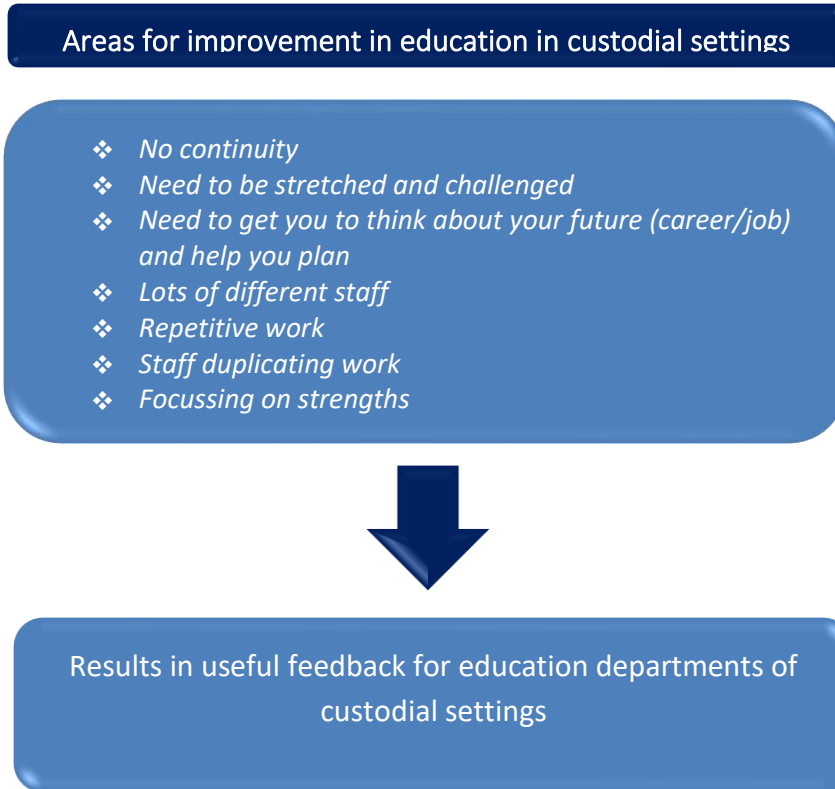 Areas for improvement in education in custodial settings
❖ No continuity
❖ Need to be stretched and challenged
❖ Need to get you to think about your future (career/job)
and help you plan
❖ Lots of different staff
❖ Repetitive work
❖ Staff duplicating work
❖ Focussing on strengths
Results in useful feedback for education departments of
custodial settings